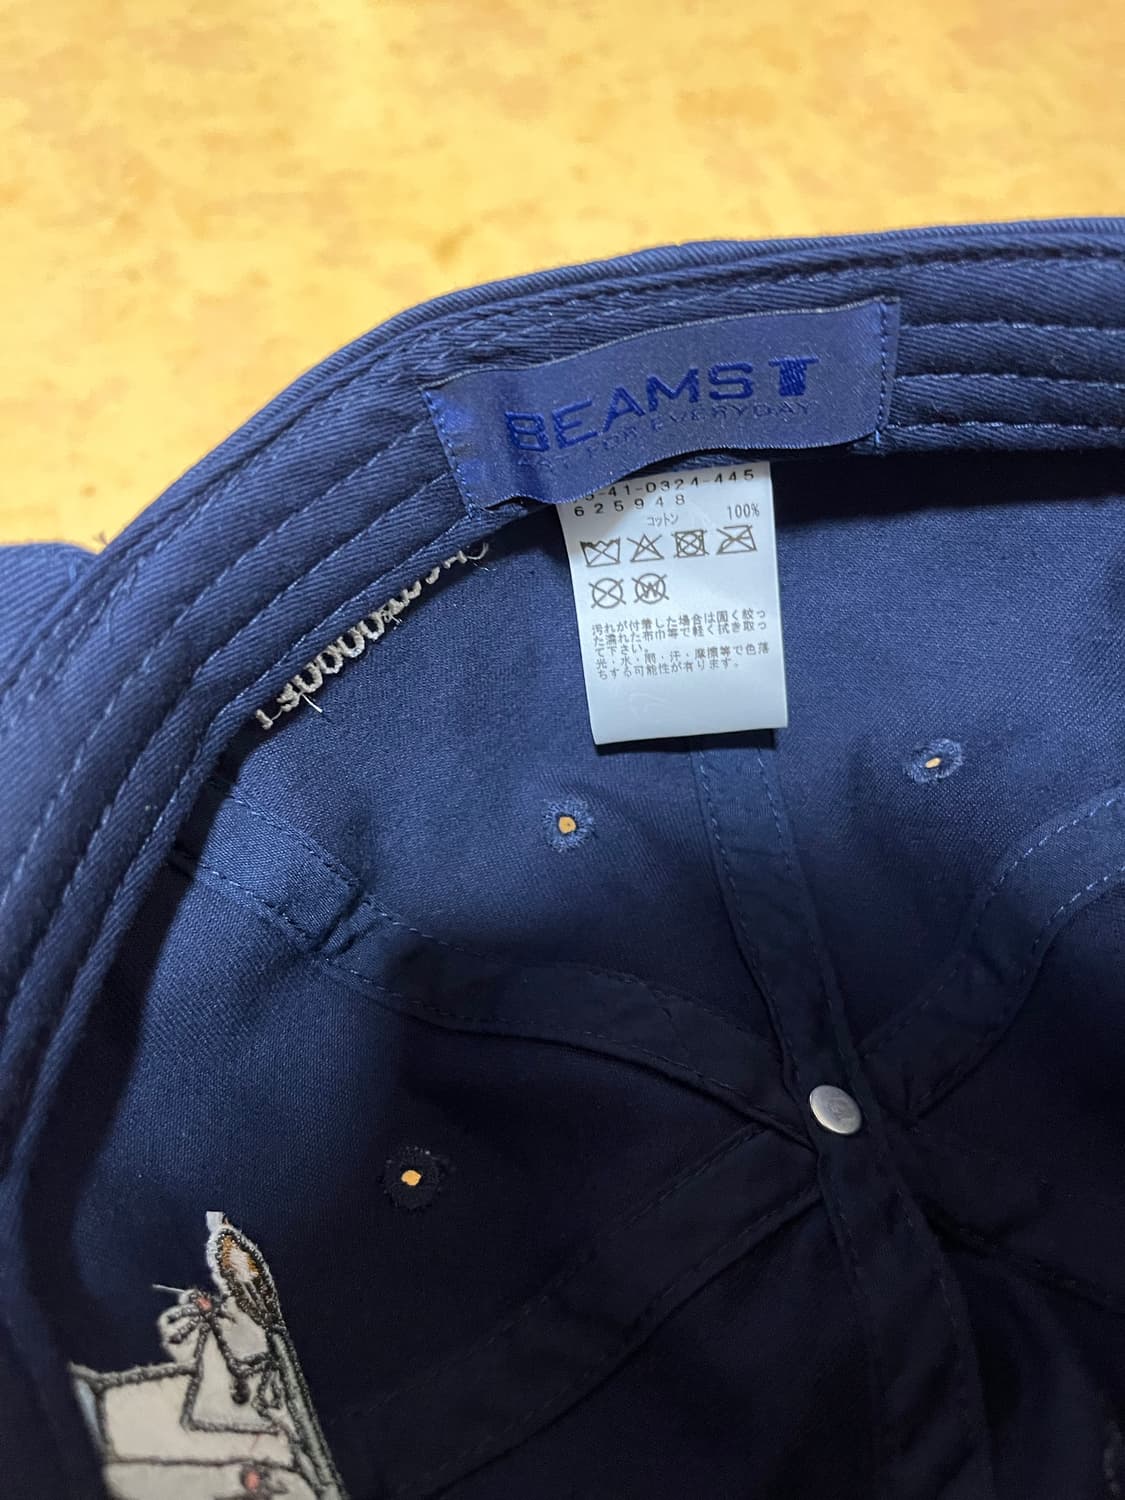 BEAMS T
ART FOR EVERYDAY
-41-0324-445
625948
コットン 100%
汚れが付着した場合は固く絞っ
た濡れた布巾等で軽く拭き取っ
て下さい。
光・水・雨・汗・摩擦等で色落
ちする可能性が有ります。